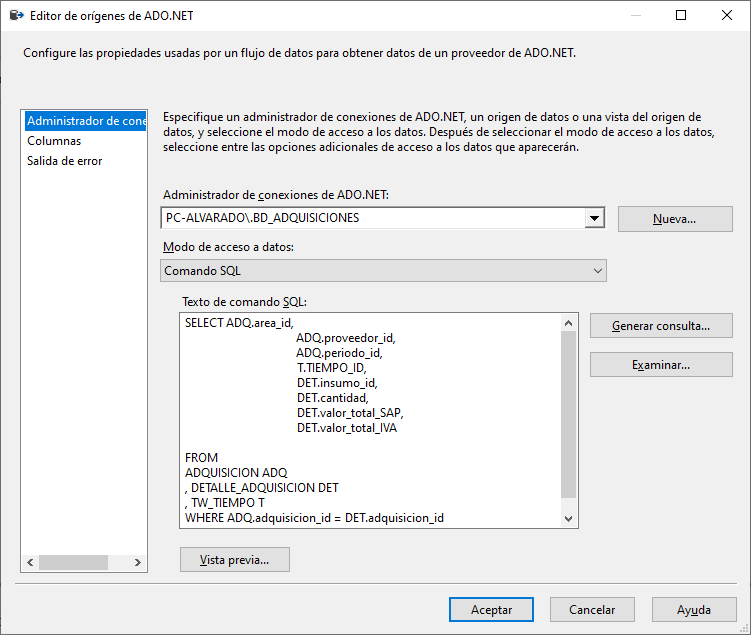 Editor de orígenes de ADO.NET
Configure las propiedades usadas por un flujo de datos para obtener datos de un proveedor de ADO.NET.
Administrador de cone
Columnas
Salida de error
Especifique un administrador de conexiones de ADO.NET, un origen de datos o una vista del origen de
datos, y seleccione el modo de acceso a los datos. Después de seleccionar el modo de acceso a los datos,
seleccione entre las opciones adicionales de acceso a los datos que aparecerán.
Administrador de conexiones de ADO.NET:
PC-ALVARADO\.BD_ADQUISICIONES
Nueva...
Modo de acceso a datos:
Comando SQL
Texto de comando SQL:
SELECT ADQ.area_id,
ADQ.proveedor_id,
ADQ.periodo_id,
T.TIEMPO_ID,
DET.insumo_id,
DET.cantidad,
DET.valor_total_SAP,
DET.valor_total_IVA
FROM
ADQUISICION ADQ
, DETALLE_ADQUISICION DET
, TW_TIEMPO T
WHERE ADQ.adquisicion_id = DET.adquisicion_id
Generar consulta...
Examinar...
Vista previa...
Aceptar
Cancelar
Ayuda